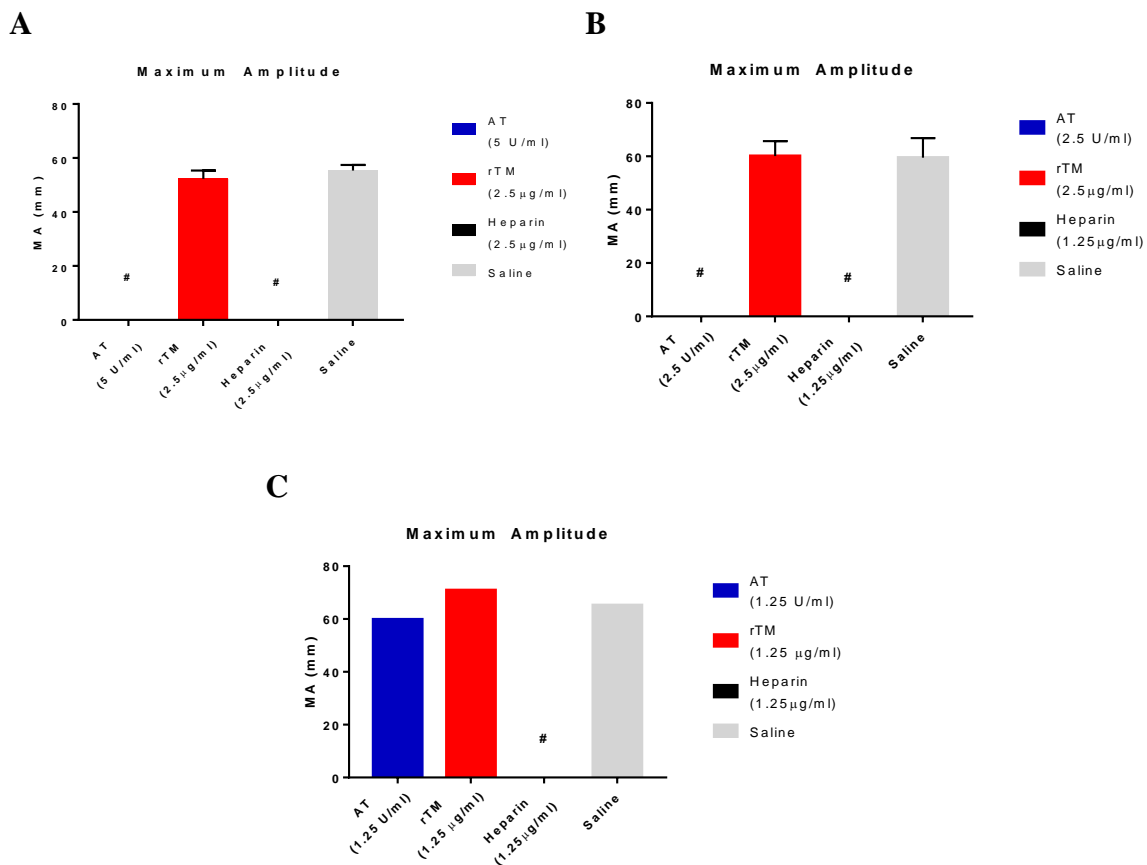 A
Maximum Amplitude
MA (mm)
80
60
40
20
0
#
#
AT
(5 U/ml)
rTM
(2.5μg/ml)
Heparin
(2.5μg/ml)
Saline
AT
(5 U/ml)
rTM
(2.5μg/ml)
Heparin
(2.5μg/ml)
Saline
B
Maximum Amplitude
MA (mm)
80
60
40
20
0
#
#
AT
(2.5 U/ml)
rTM
(2.5μg/ml)
Heparin
(1.25μg/ml)
Saline
AT
(2.5 U/ml)
rTM
(2.5μg/ml)
Heparin
(1.25μg/ml)
Saline
C
Maximum Amplitude
MA (mm)
80
60
40
20
0
#
AT
(1.25 U/ml)
rTM
(1.25 μg/ml)
Heparin
(1.25μg/ml)
Saline
AT
(1.25 U/ml)
rTM
(1.25 μg/ml)
Heparin
(1.25μg/ml)
Saline